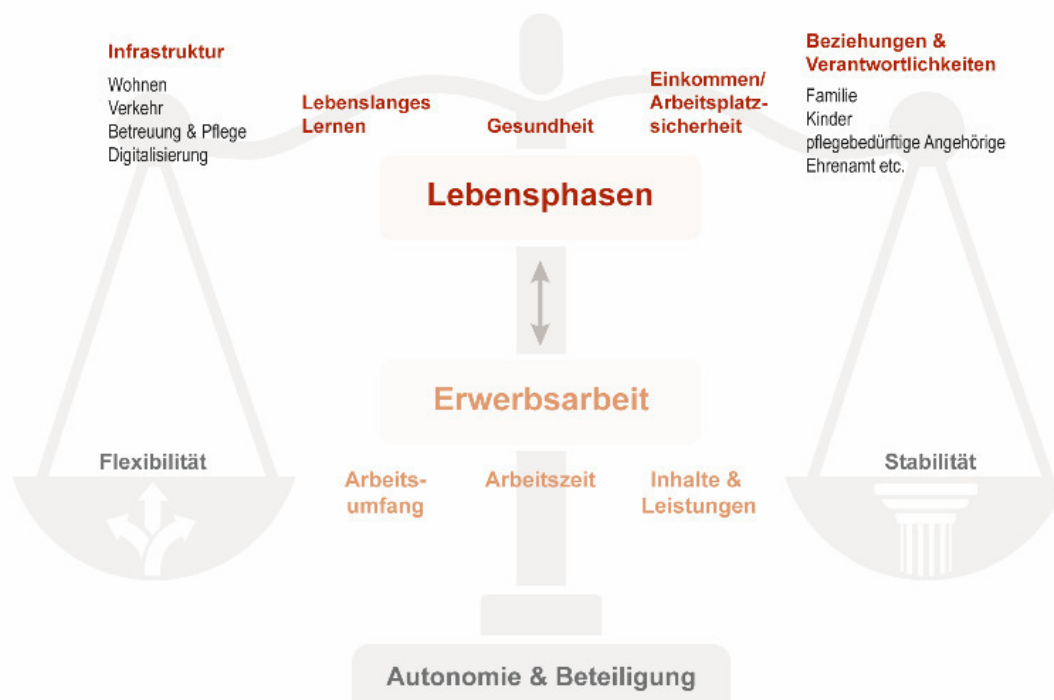 Infrastruktur
Wohnen
Verkehr
Betreuung & Pflege
Digitalisierung
Lebenslanges
Lernen
Gesundheit
Einkommen/
Arbeitsplatz-
sicherheit
Beziehungen &
Verantwortlichkeiten
Familie
Kinder
pflegebedürftige Angehörige
Ehrenamt etc.
Lebensphasen
Erwerbsarbeit
Flexibilität
Arbeits-
umfang
Arbeitszeit
Inhalte &
Leistungen
Stabilität
Autonomie & Beteiligung